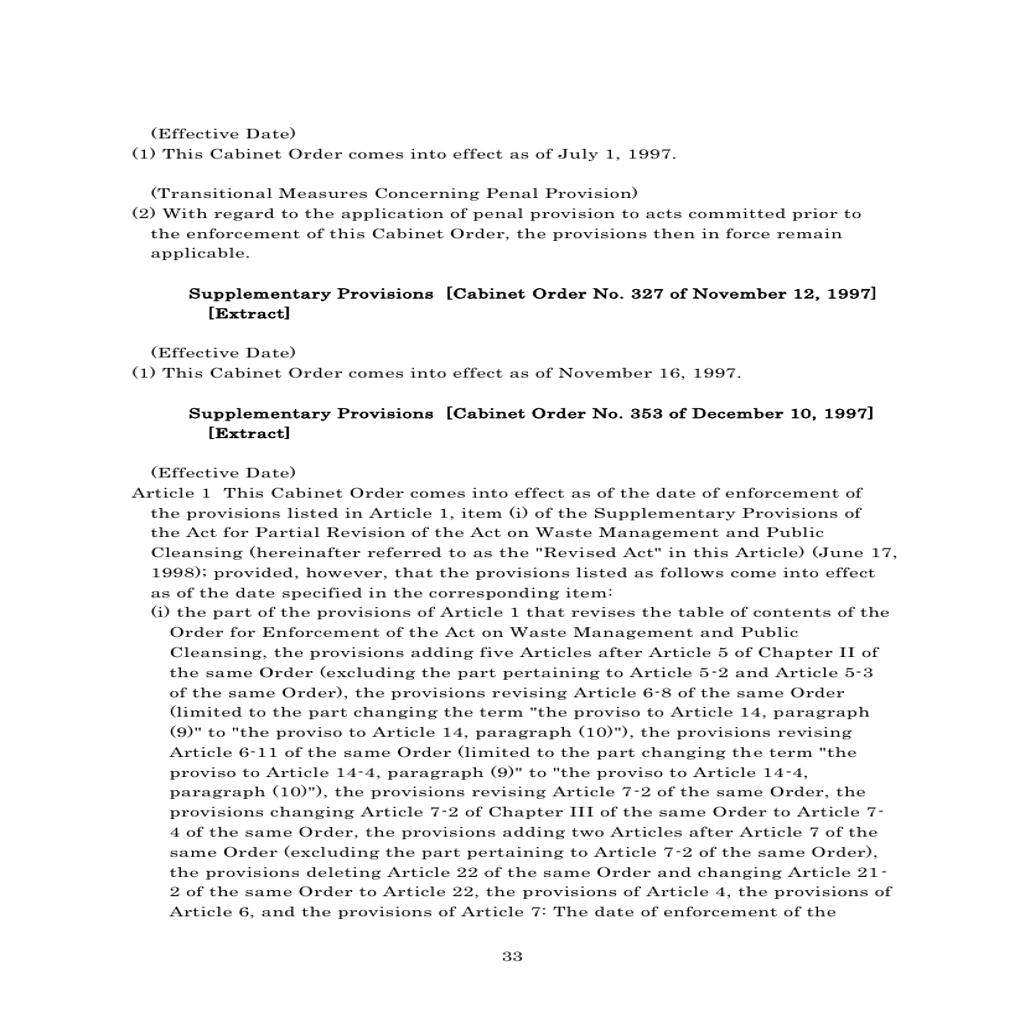 (Effective Date)
(1) This Cabinet Order comes into effect as of July 1, 1997.
(Transitional Measures Concerning Penal Provision)
(2) With regard to the application of penal provision to acts committed prior to
the enforcement of this Cabinet Order, the provisions then in force remain
applicable.
Supplementary Provisions [Cabinet Order No. 327 of November 12, 1997]
[Extract]
(Effective Date)
(1) This Cabinet Order comes into effect as of November 16, 1997.
Supplementary Provisions [Cabinet Order No. 353 of December 10, 1997]
[Extract]
(Effective Date)
Article 1 This Cabinet Order comes into effect as of the date of enforcement of
the provisions listed in Article 1, item (i) of the Supplementary Provisions of
the Act for Partial Revision of the Act on Waste Management and Public
Cleansing (hereinafter referred to as the "Revised Act" in this Article) (June 17,
1998); provided, however, that the provisions listed as follows come into effect
as of the date specified in the corresponding item:
(i) the part of the provisions of Article 1 that revises the table of contents of the
Order for Enforcement of the Act on Waste Management and Public
Cleansing, the provisions adding five Articles after Article 5 of Chapter II of
the same Order (excluding the part pertaining to Article 5-2 and Article 5-3
of the same Order), the provisions revising Article 6-8 of the same Order
(limited to the part changing the term "the proviso to Article 14, paragraph
(9)" to "the proviso to Article 14, paragraph (10)"), the provisions revising
Article 6-11 of the same Order (limited to the part changing the term "the
proviso to Article 14-4, paragraph (9)" to "the proviso to Article 14-4,
paragraph (10)"), the provisions revising Article 7-2 of the same Order, the
provisions changing Article 7-2 of Chapter III of the same Order to Article 7-
4 of the same Order, the provisions adding two Articles after Article 7 of the
same Order (excluding the part pertaining to Article 7-2 of the same Order),
the provisions deleting Article 22 of the same Order and changing Article 21-
2 of the same Order to Article 22, the provisions of Article 4, the provisions of
Article 6, and the provisions of Article 7: The date of enforcement of the
33